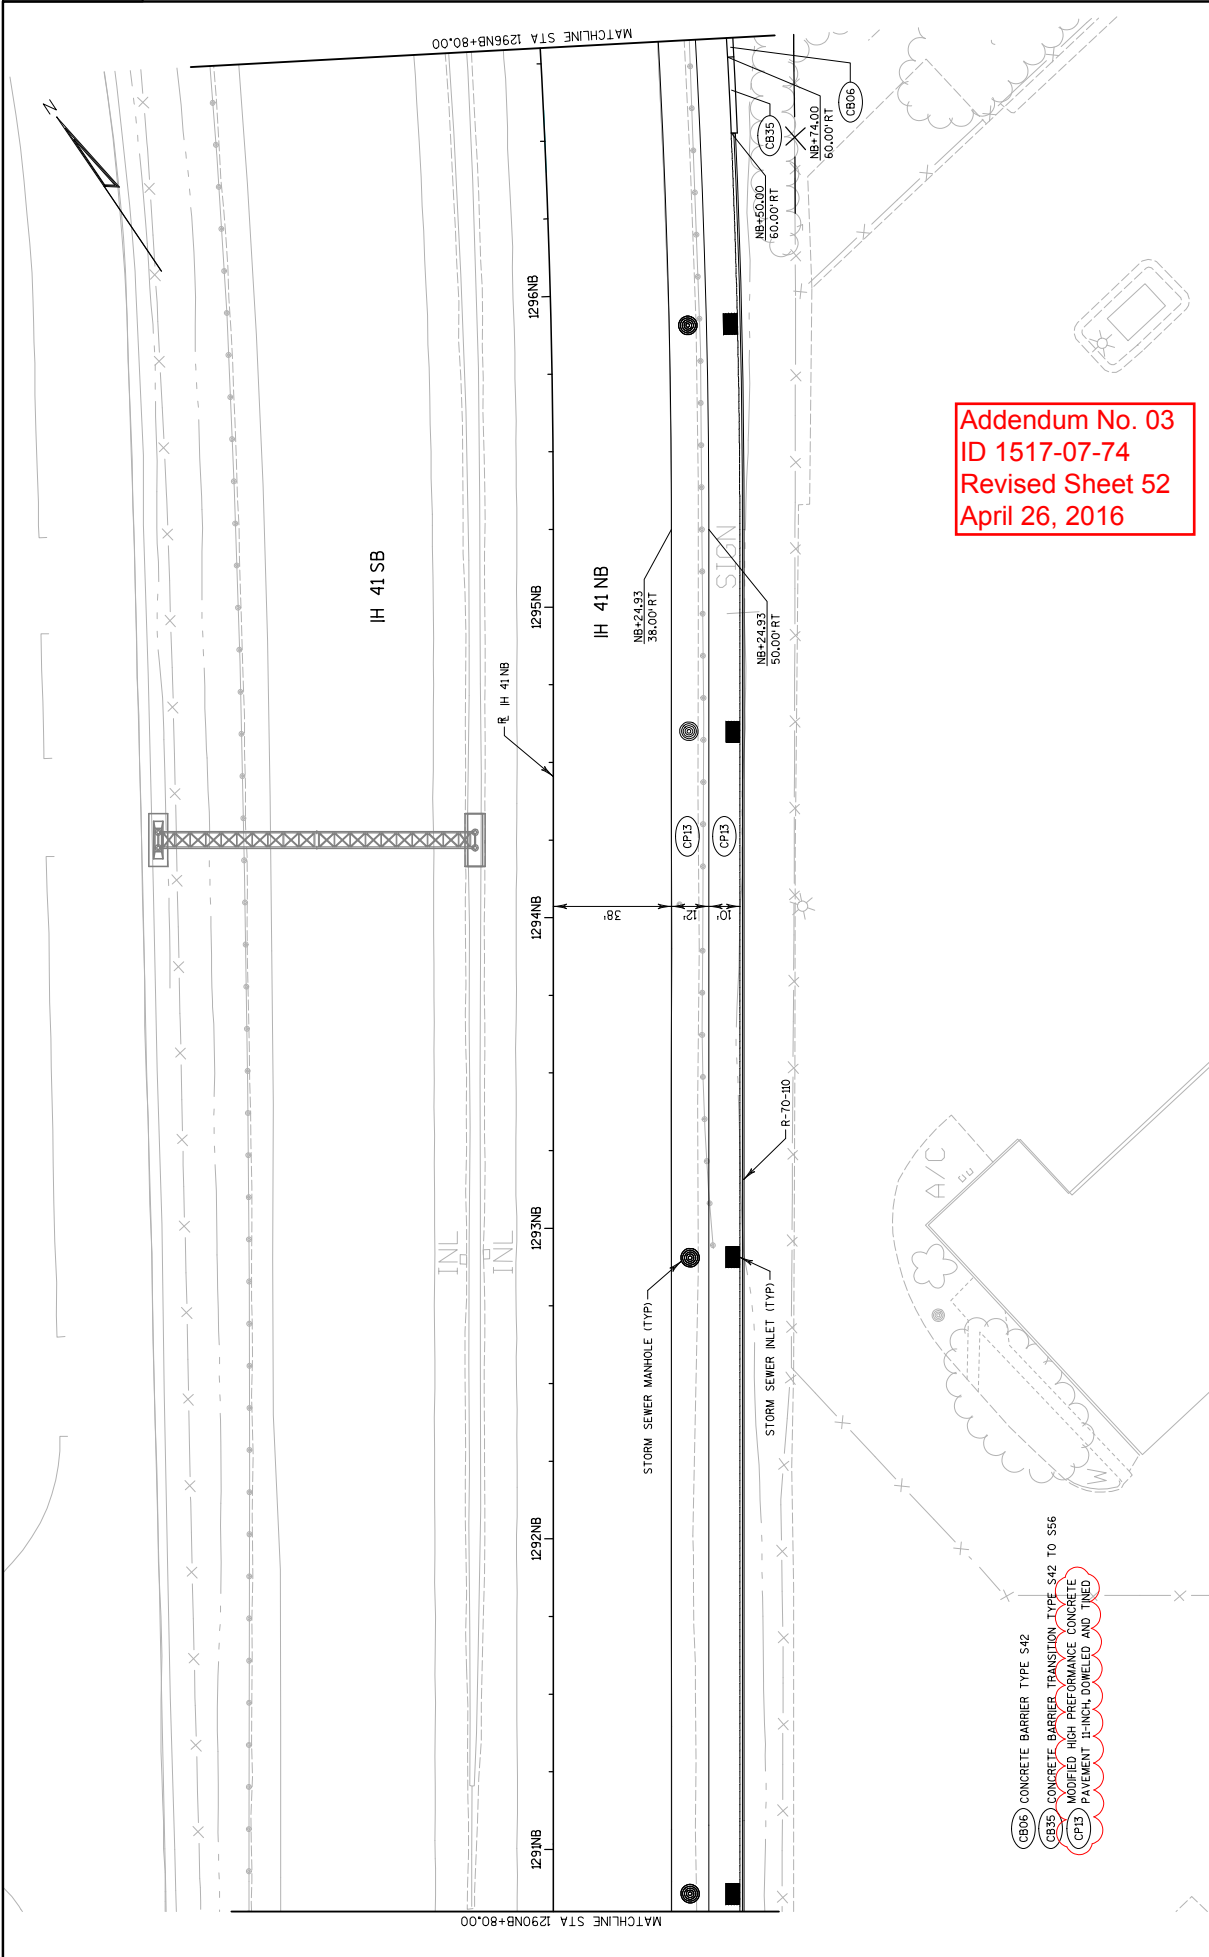 MATCHLINE STA 1296NB+80.00
N
CB06
CB35
NB+74.00
60.00' RT
NB+50.00
60.00' RT
1296NB
Addendum No. 03
ID 1517-07-74
Revised Sheet 52
April 26, 2016
IH 41 SB
IH 41 NB
SIGN
NB+24.93
38.00' RT
NB+24.93
50.00' RT
1295NB
IH 41 NB
CP13
CP13
38'
12'
10'
1294NB
R-70-110
A/C
1293NB
INL
INL
STORM SEWER MANHOLE (TYP)
STORM SEWER INLET (TYP)
W
1292NB
1291NB
CB06 CONCRETE BARRIER TYPE S42
CB35 CONCRETE BARRIER TRANSITION TYPE S42 TO S56
CP13 MODIFIED HIGH PREFORMANCE CONCRETE
PAVEMENT 11-INCH, DOWELED AND TINED
MATCHLINE STA 1290NB+80.00